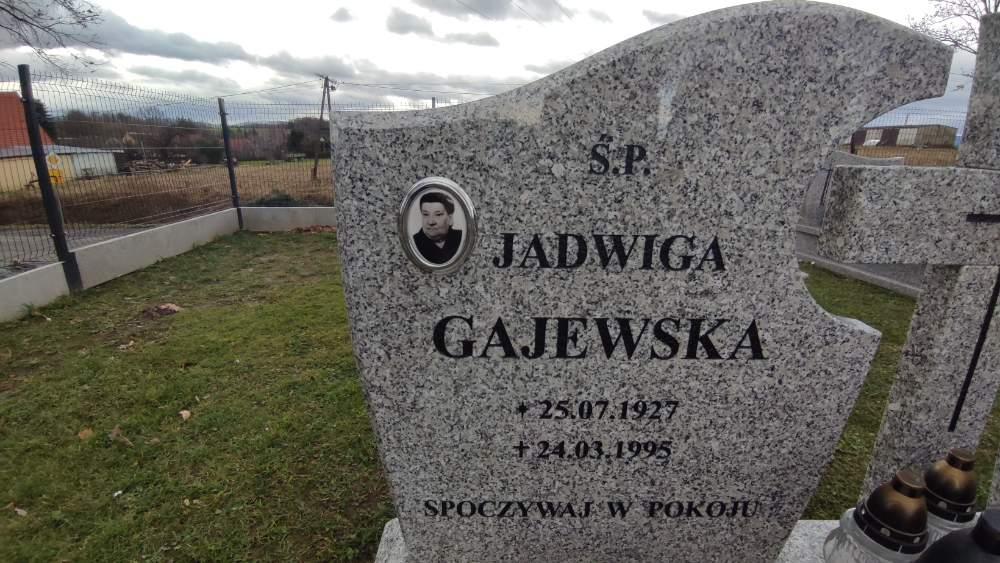 Ś.P.
JADWIGA
GAJEWSKA
* 25.07.1927
✝ 24.03.1995
SPOCZYWAJ W POKOJU